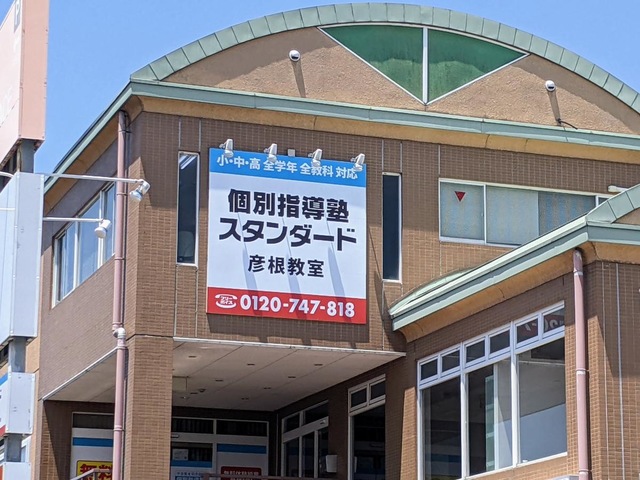 小・中・高 全学年 全教科 対応
個別指導塾
スタンダード
彦根教室
0120-747-818